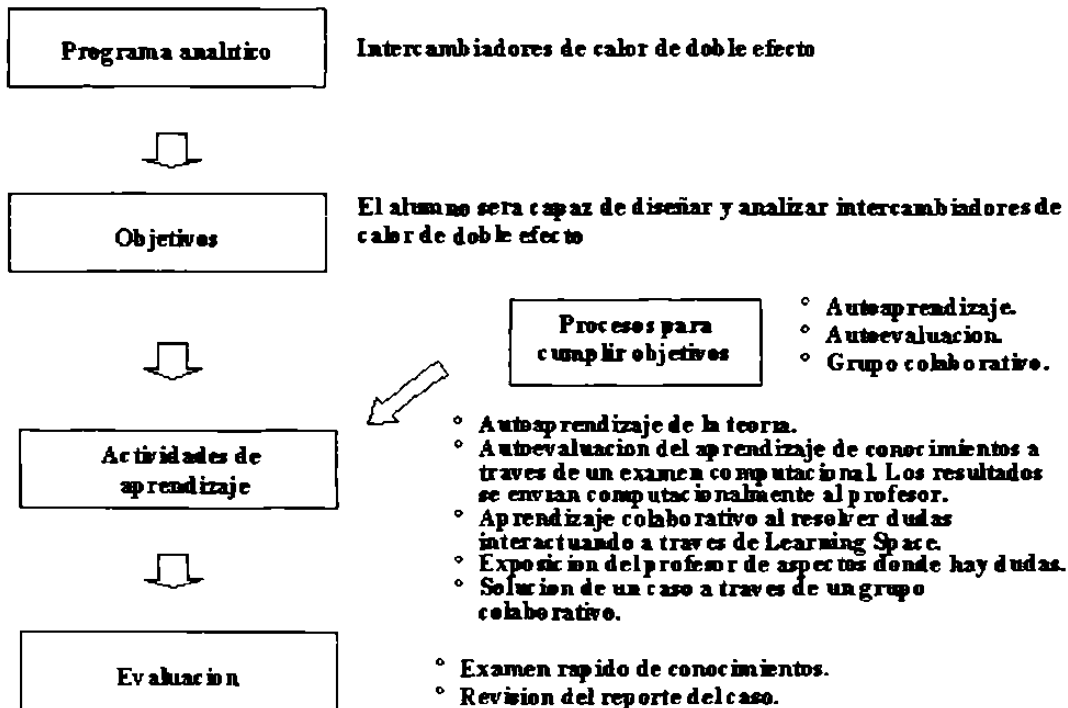 Programa analitico
Intercambiadores de calor de doble efecto
Objetivos
El alumno sera capaz de diseñar y analizar intercambiadores de
calor de doble efecto
Procesos para
cumplir objetivos
° Autoaprendizaje.
° Autoevaluacion.
° Grupo colaborativo.
Actividades de
aprendizaje
° Autoaprendizaje de la teoria.
° Autoevaluacion del aprendizaje de conocimientos a
traves de un examen computacional. Los resultados
se envian computacionalmente al profesor.
° Aprendizaje colaborativo al resolver dudas
interactuando a traves de Learning Space.
° Exposicion del profesor de aspectos donde hay dudas.
° Solucion de un caso a traves de un grupo
colaborativo.
Evaluacion
° Examen rapido de conocimientos.
° Revision del reporte del caso.